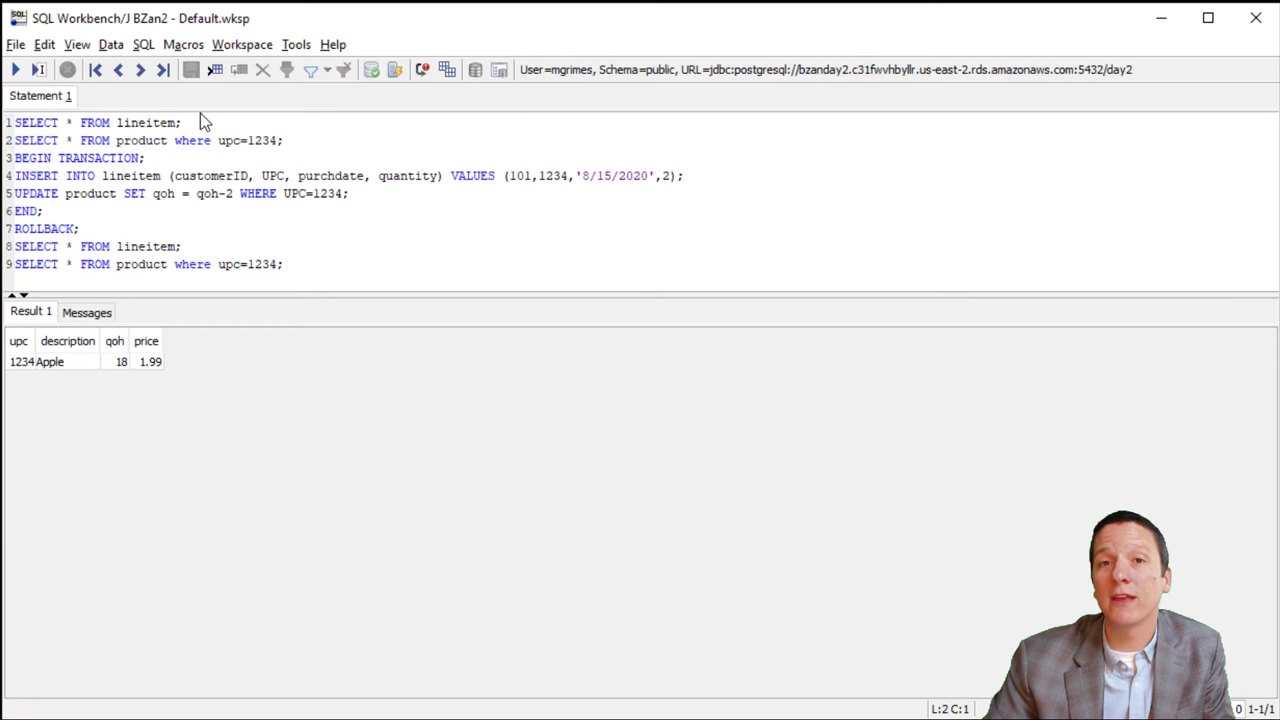 SQL Workbench/J BZan2 - Default.wksp
File Edit View Data SQL Macros Workspace Tools Help
User=mgrimes, Schema=public, URL=jdbc:postgresql://bzanday2.c31fwvhbyllr.us-east-2.rds.amazonaws.com:5432/day2
Statement 1
1 SELECT * FROM lineitem;
2 SELECT * FROM product where upc=1234;
3 BEGIN TRANSACTION;
4 INSERT INTO lineitem (customerID, UPC, purchdate, quantity) VALUES (101,1234,'8/15/2020',2);
5 UPDATE product SET qoh = qoh-2 WHERE UPC=1234;
6 END;
7 ROLLBACK;
8 SELECT * FROM lineitem;
9 SELECT * FROM product where upc=1234;
Result 1 Messages
upc description qoh price
1234 Apple 18 1.99
L:2 C:1 0 1-1/1